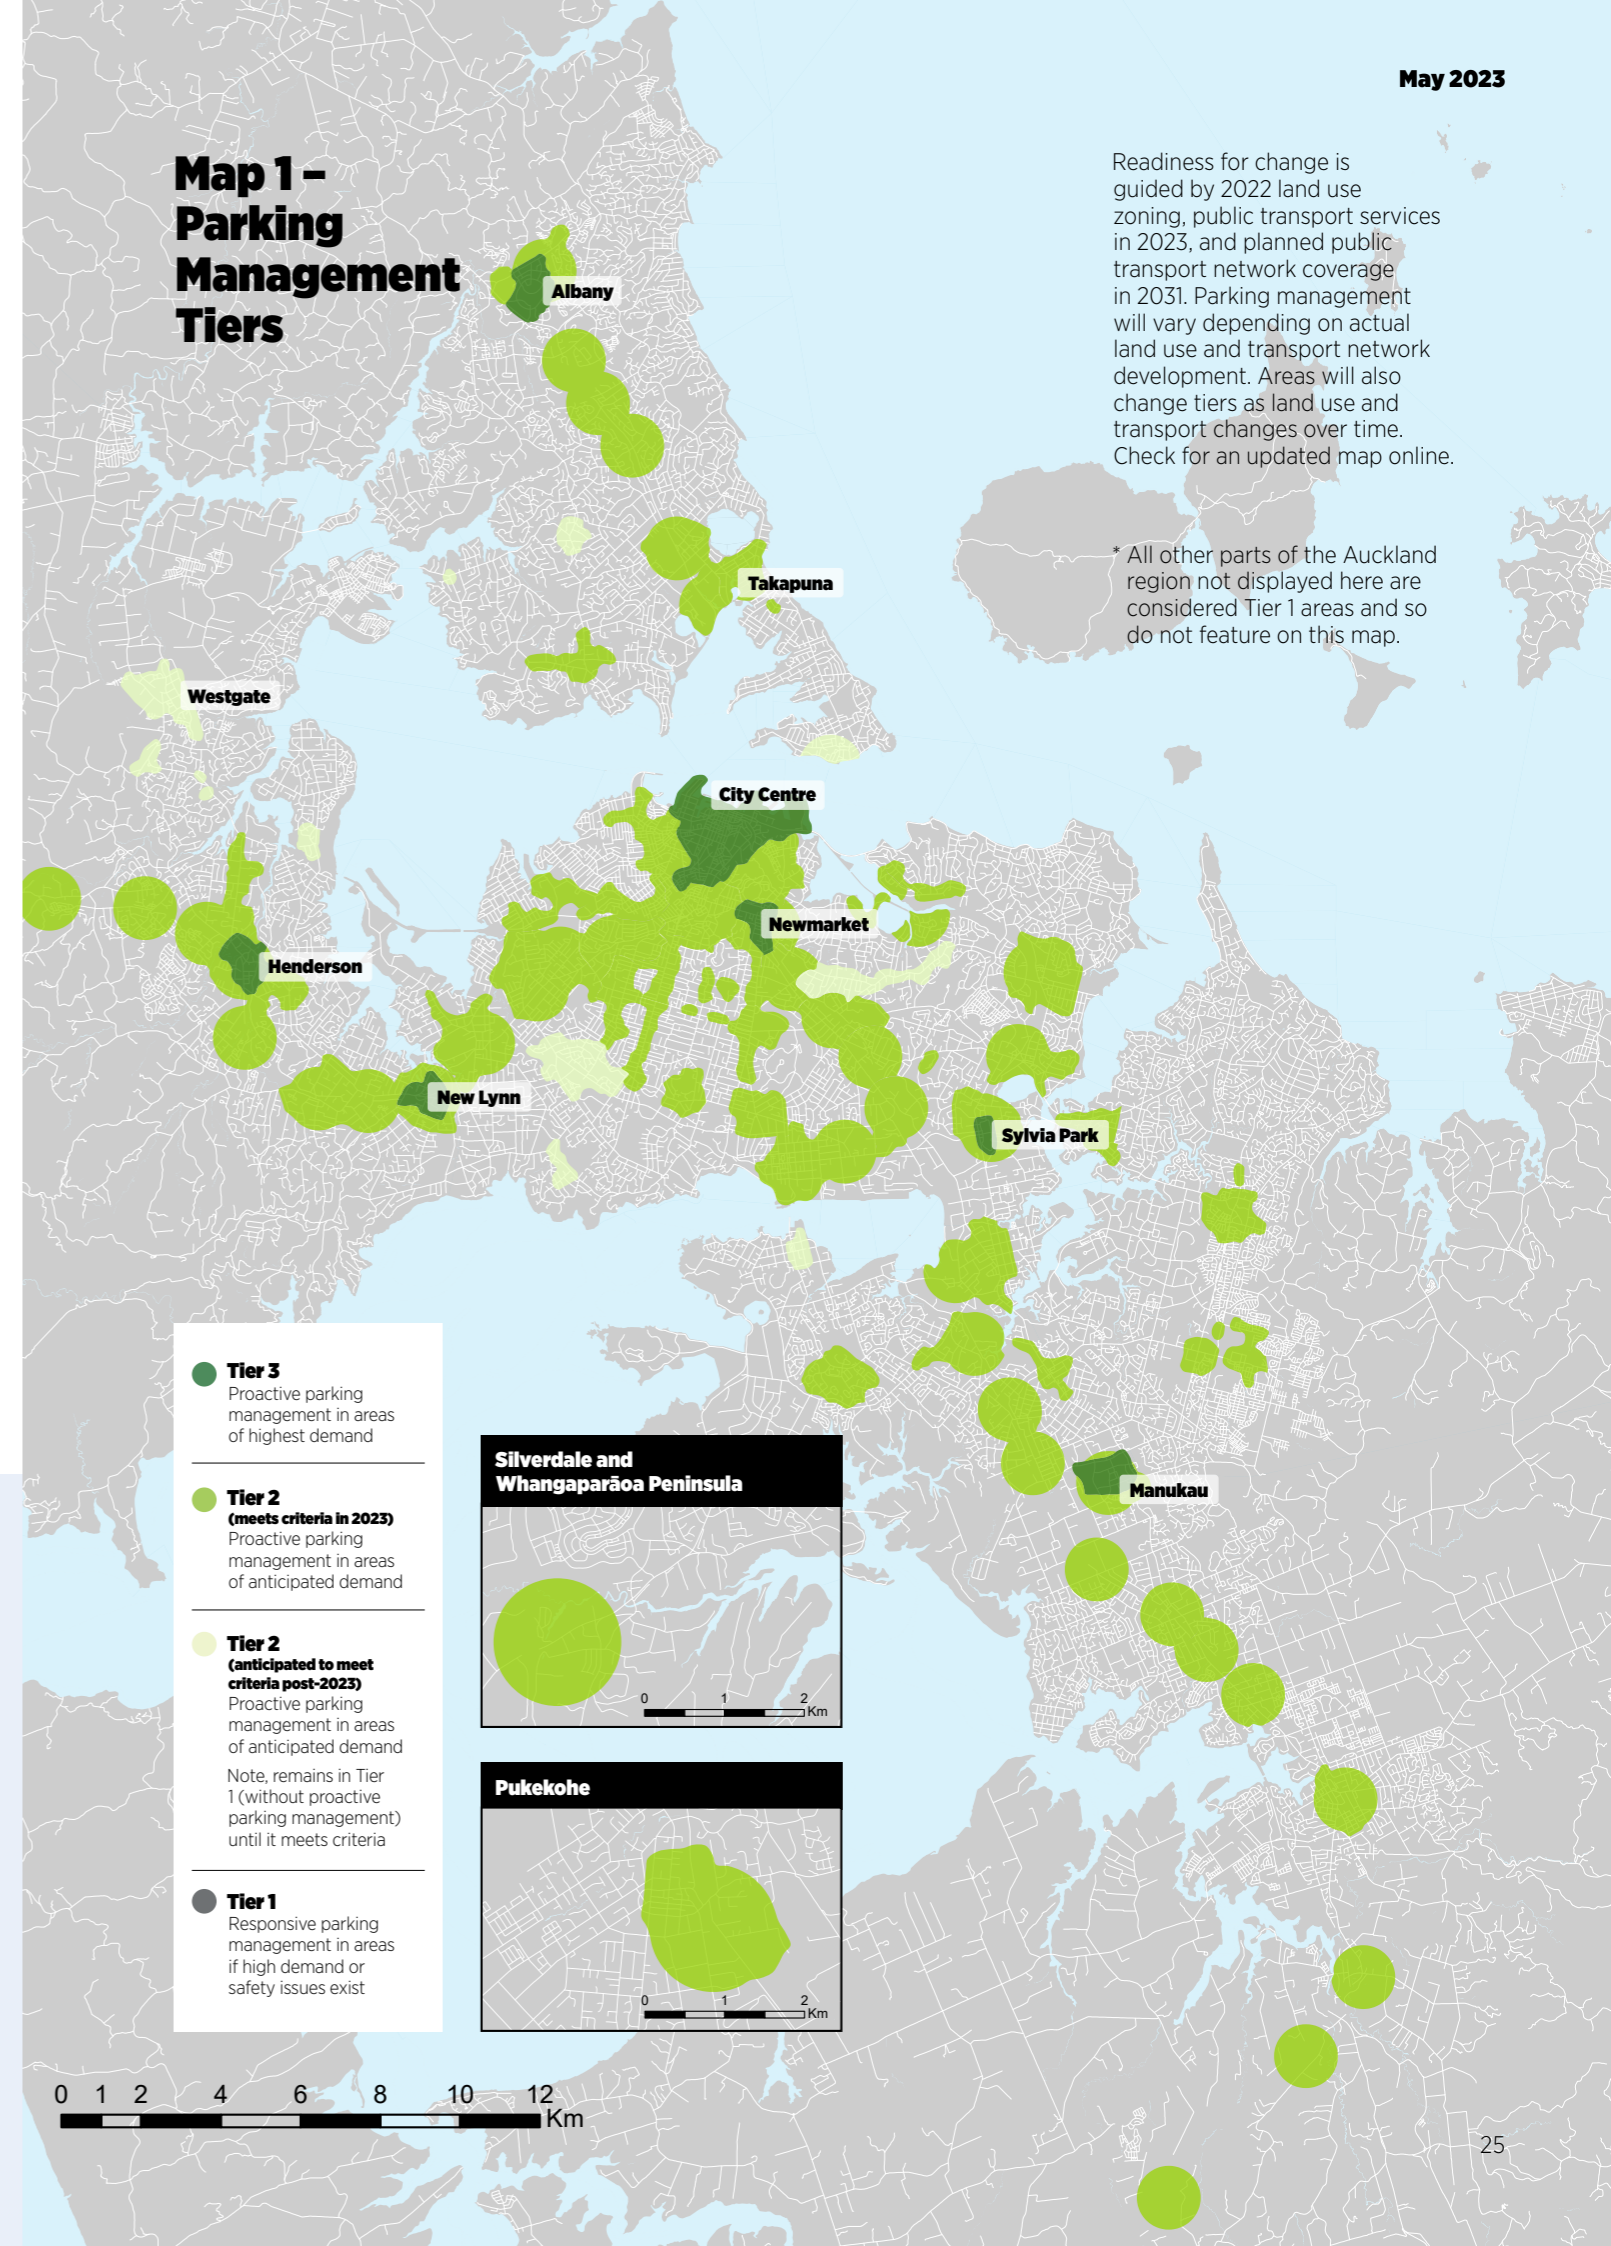 May 2023
Map 1 –
Parking
Management
Tiers
Readiness for change is
guided by 2022 land use
zoning, public transport services
in 2023, and planned public
transport network coverage
in 2031. Parking management
will vary depending on actual
land use and transport network
development. Areas will also
change tiers as land use and
transport changes over time.
Check for an updated map online.
* All other parts of the Auckland
region not displayed here are
considered Tier 1 areas and so
do not feature on this map.
Albany
Takapuna
Westgate
City Centre
Newmarket
Henderson
New Lynn
Sylvia Park
Manukau
Tier 3
Proactive parking
management in areas
of highest demand
Tier 2
(meets criteria in 2023)
Proactive parking
management in areas
of anticipated demand
Tier 2
(anticipated to meet
criteria post-2023)
Proactive parking
management in areas
of anticipated demand
Note, remains in Tier
1 (without proactive
parking management)
until it meets criteria
Tier 1
Responsive parking
management in areas
if high demand or
safety issues exist
Silverdale and
Whangaparāoa Peninsula
0 1 2
Km
Pukekohe
0 1 2
Km
0 1 2 4 6 8 10 12
Km
25